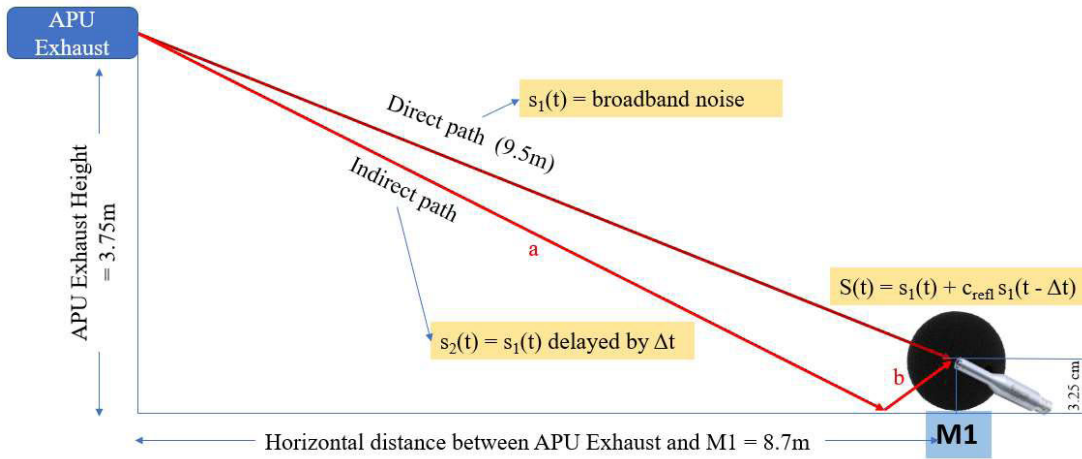 APU
Exhaust
s₁(t) = broadband noise
Direct path (9.5m)
Indirect path
APU Exhaust Height
= 3.75m
a
S(t) = s₁(t) + c_refl s₁(t - Δt)
s₂(t) = s₁(t) delayed by Δt
b
3.25 cm
M1
Horizontal distance between APU Exhaust and M1 = 8.7m